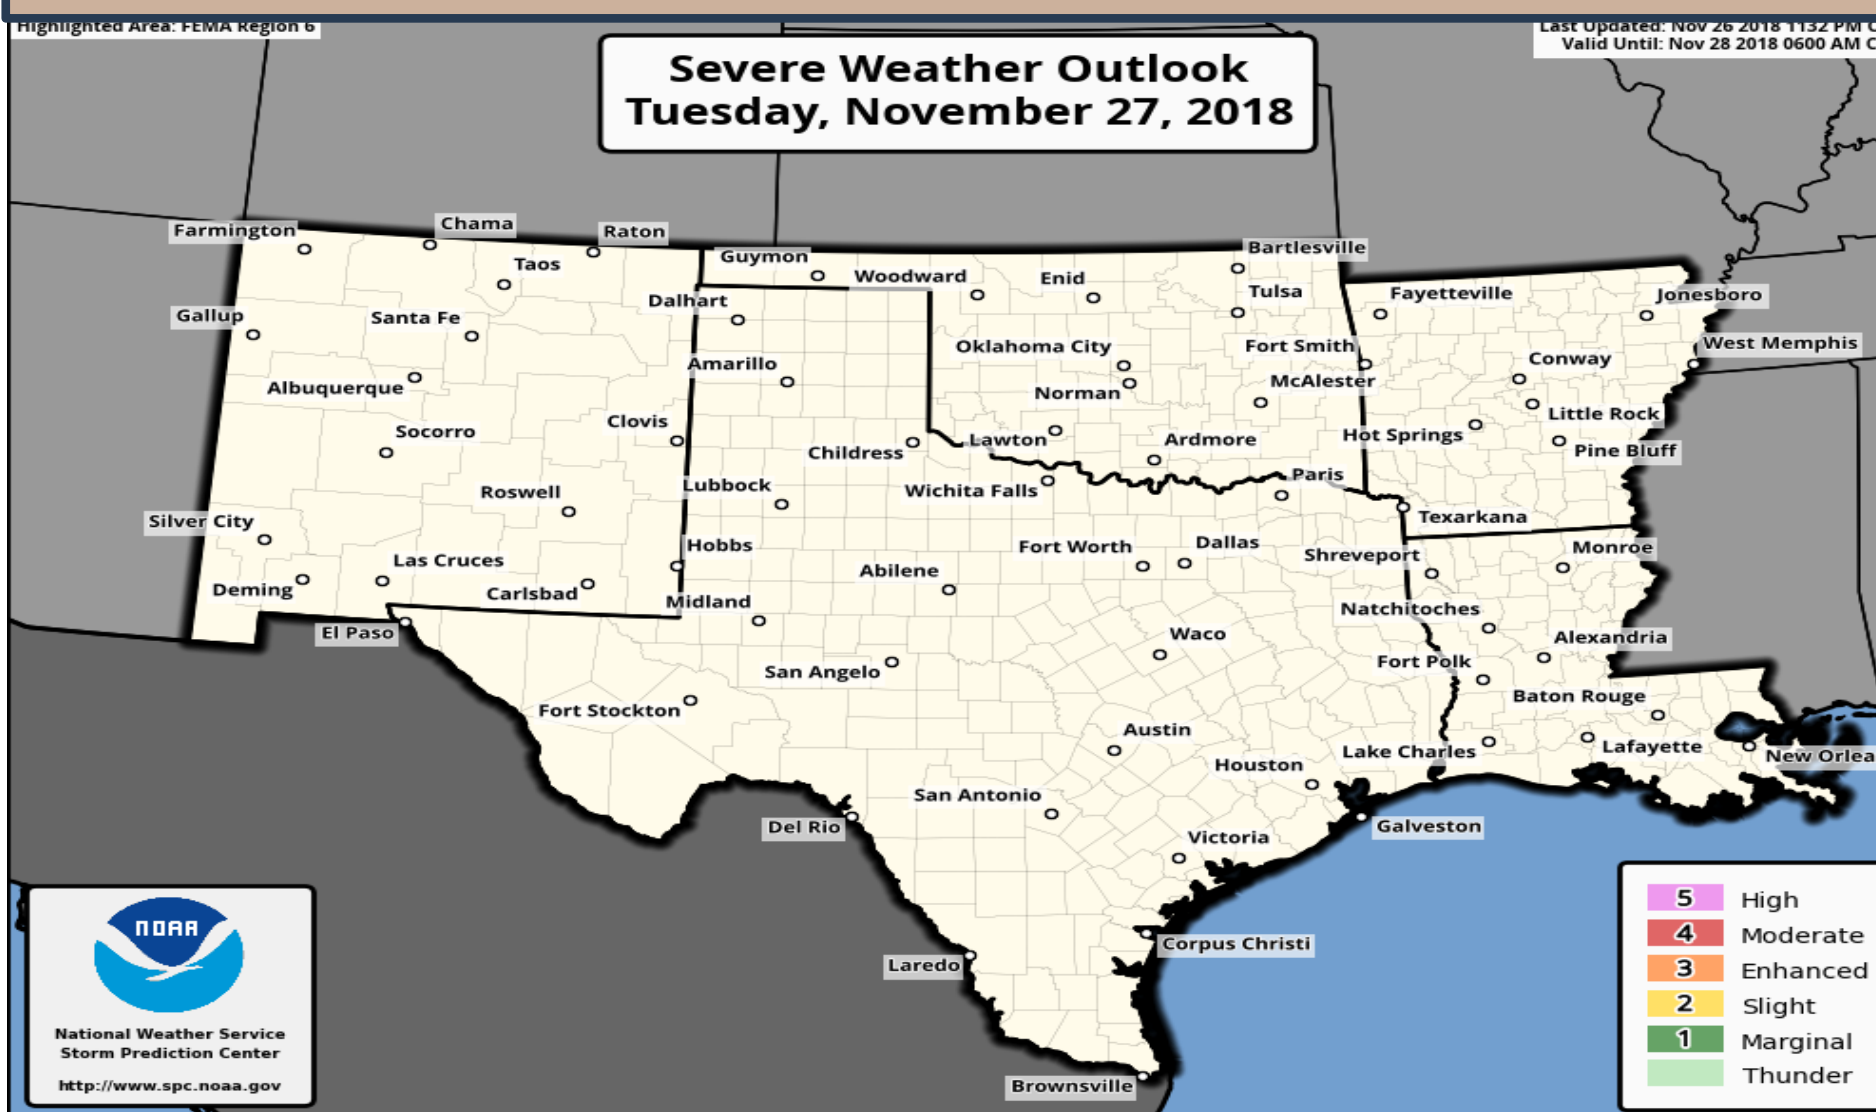 Highlighted Area: FEMA Region 6
Last Updated: Nov 26 2018 1132 PM C
Valid Until: Nov 28 2018 0600 AM C
Severe Weather Outlook
Tuesday, November 27, 2018
Farmington
Chama
Raton
Taos
Guymon
Woodward
Enid
Bartlesville
Gallup
Santa Fe
Dalhart
Tulsa
Fayetteville
Jonesboro
Amarillo
Oklahoma City
Fort Smith
Conway
West Memphis
Albuquerque
Norman
McAlester
Socorro
Clovis
Childress
Lawton
Ardmore
Hot Springs
Little Rock
Pine Bluff
Roswell
Lubbock
Wichita Falls
Paris
Silver City
Texarkana
Las Cruces
Hobbs
Fort Worth
Dallas
Shreveport
Monroe
Deming
Carlsbad
Midland
Abilene
Natchitoches
El Paso
Waco
Alexandria
San Angelo
Fort Polk
Fort Stockton
Baton Rouge
Austin
Lake Charles
Lafayette
New Orlea
Houston
San Antonio
Del Rio
Victoria
Galveston
Laredo
Corpus Christi
Brownsville
NOAA
National Weather Service
Storm Prediction Center
http://www.spc.noaa.gov
5 High
4 Moderate
3 Enhanced
2 Slight
1 Marginal
Thunder